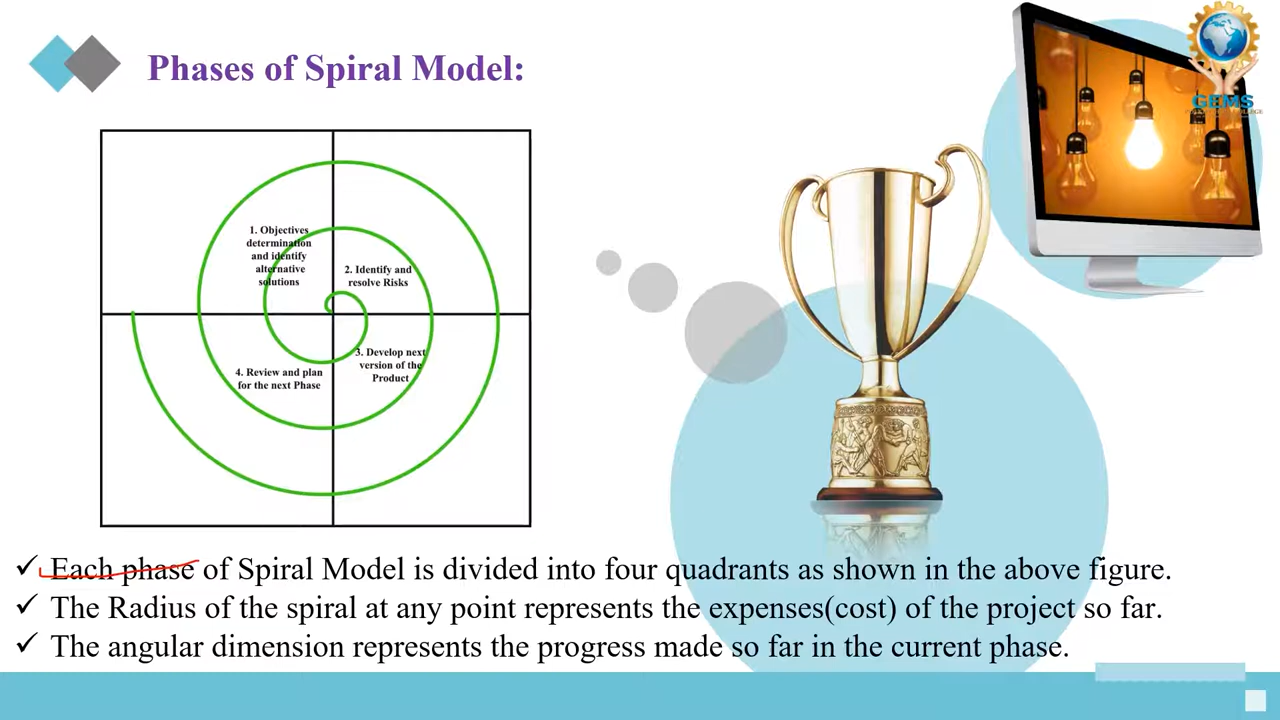 Phases of Spiral Model:
GEMS
1. Objectives
determination
and identify
alternative
solutions
2. Identify and
resolve Risks
3. Develop next
version of the
Product
4. Review and plan
for the next Phase
✓ Each phase of Spiral Model is divided into four quadrants as shown in the above figure.
✓ The Radius of the spiral at any point represents the expenses(cost) of the project so far.
✓ The angular dimension represents the progress made so far in the current phase.